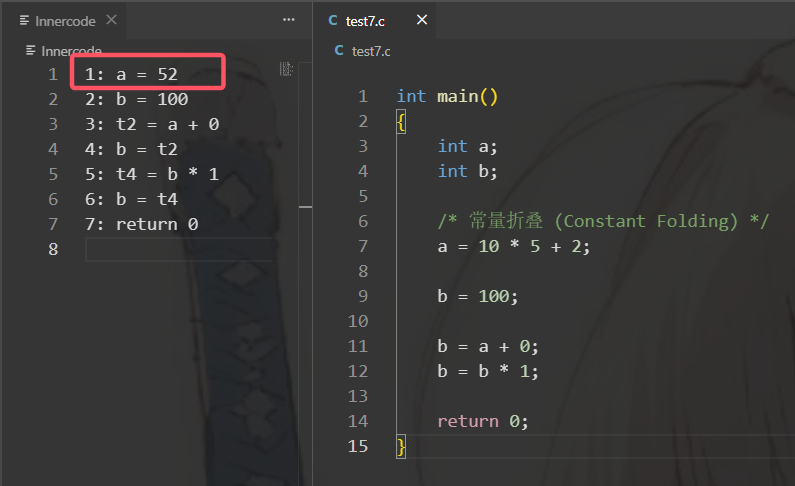 Innercode
Innercode
1 1: a = 52
2 2: b = 100
3 3: t2 = a + 0
4 4: b = t2
5 5: t4 = b * 1
6 6: b = t4
7 7: return 0
8
C test7.c
C test7.c
1 int main()
2 {
3 int a;
4 int b;
5
6 /* 常量折叠 (Constant Folding) */
7 a = 10 * 5 + 2;
8
9 b = 100;
10
11 b = a + 0;
12 b = b * 1;
13
14 return 0;
15 }